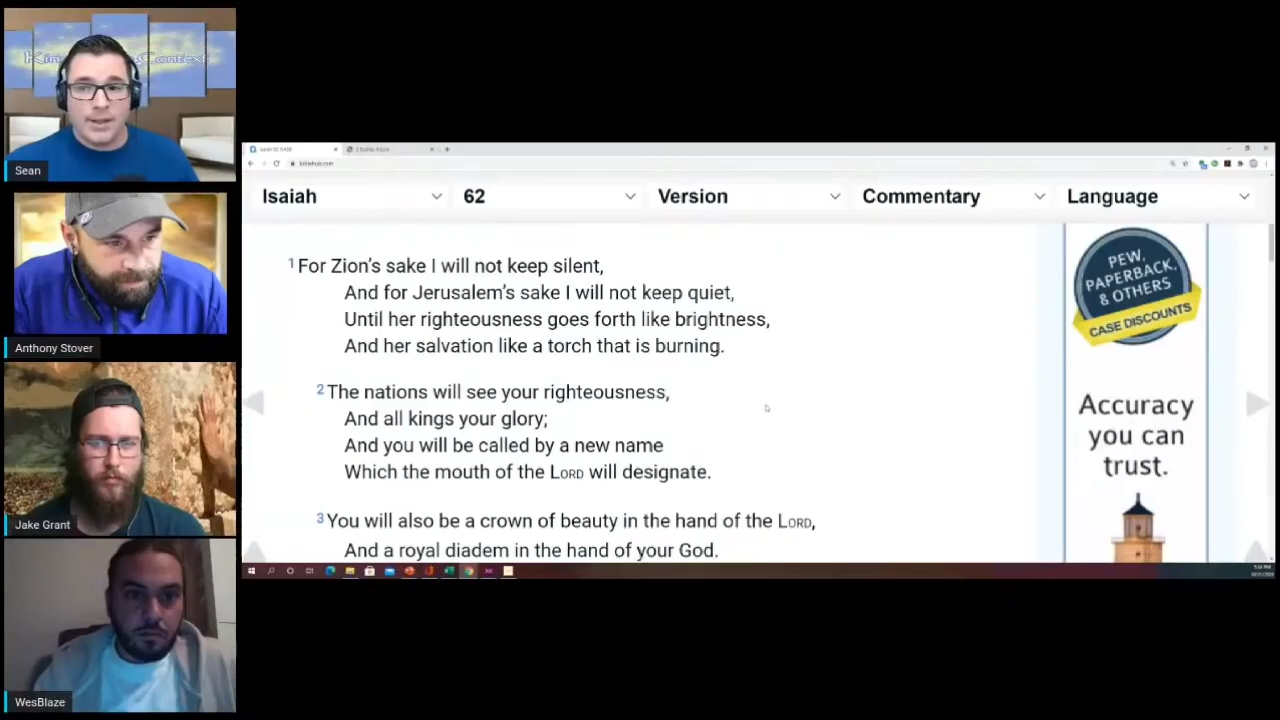 Sean
Anthony Stover
Jake Grant
WesBlaze
biblehub.com
Isaiah
62
Version
Commentary
Language
1 For Zion's sake I will not keep silent,
And for Jerusalem's sake I will not keep quiet,
Until her righteousness goes forth like brightness,
And her salvation like a torch that is burning.
2 The nations will see your righteousness,
And all kings your glory;
And you will be called by a new name
Which the mouth of the LORD will designate.
3 You will also be a crown of beauty in the hand of the LORD,
And a royal diadem in the hand of your God.
PEW,
PAPERBACK,
& OTHERS
CASE DISCOUNTS
Accuracy
you can
trust.